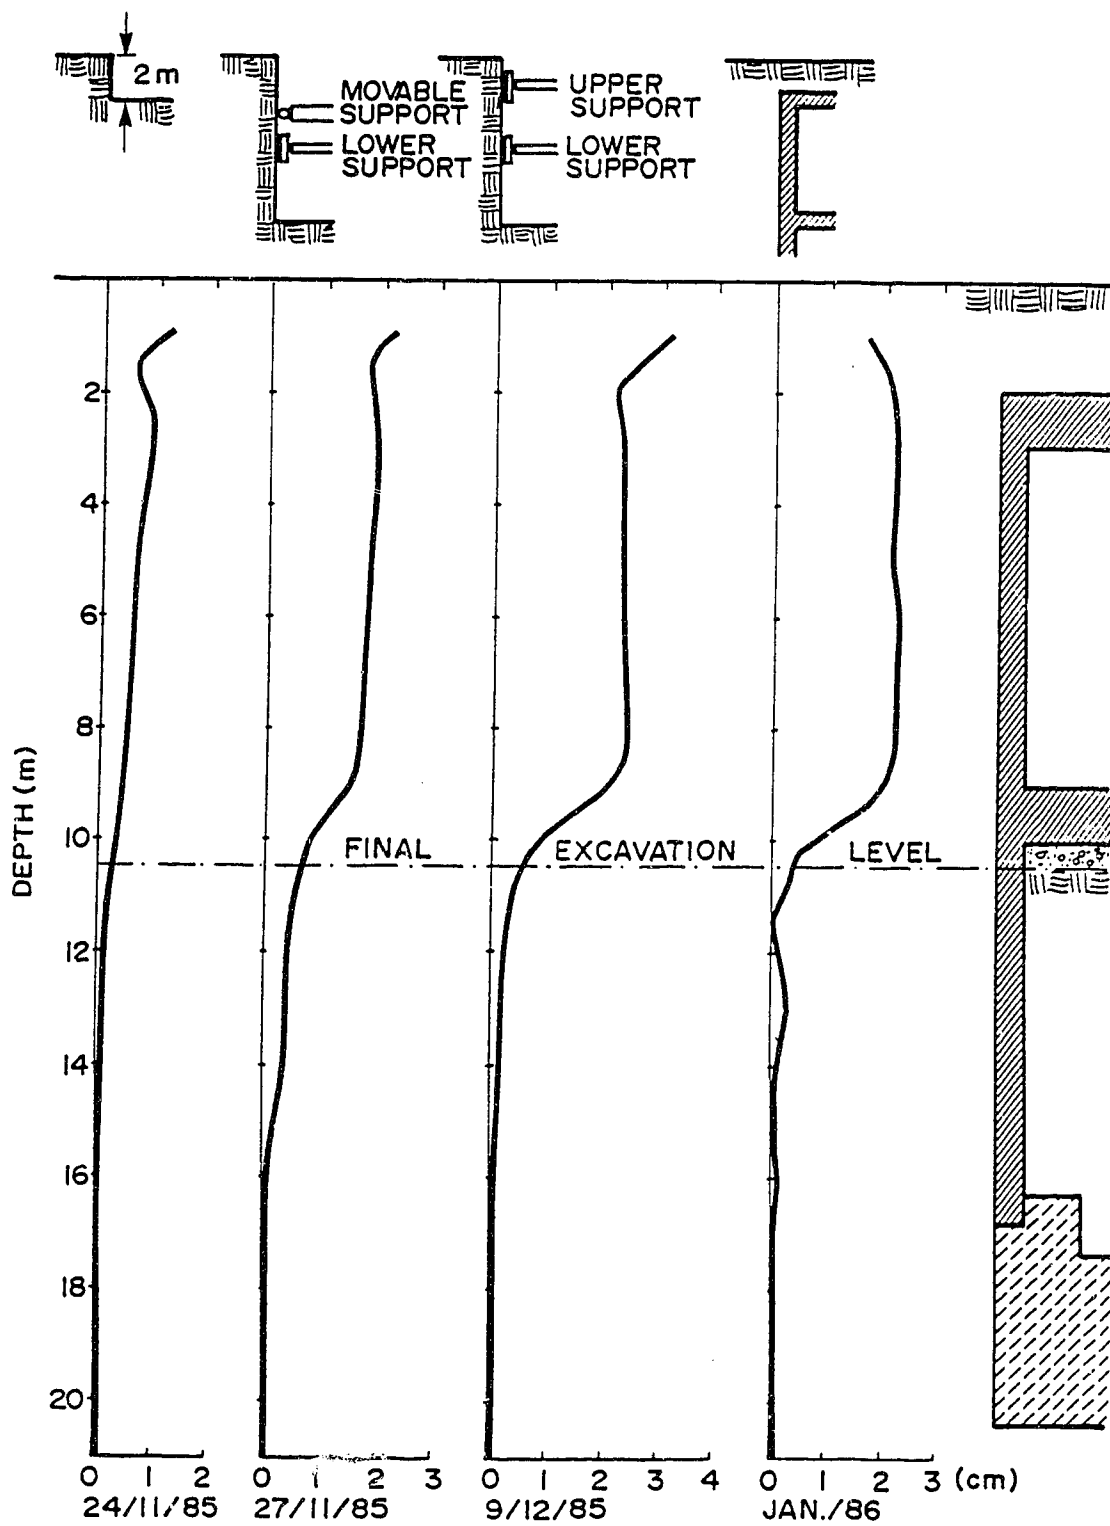 2m
MOVABLE
SUPPORT
LOWER
SUPPORT
UPPER
SUPPORT
LOWER
SUPPORT
2
4
6
8
10
12
14
16
18
20
DEPTH (m)
FINAL EXCAVATION LEVEL
0 1 2 0 1 2 3 0 1 2 3 4 0 1 2 3 (cm)
24/11/85 27/11/85 9/12/85 JAN./86